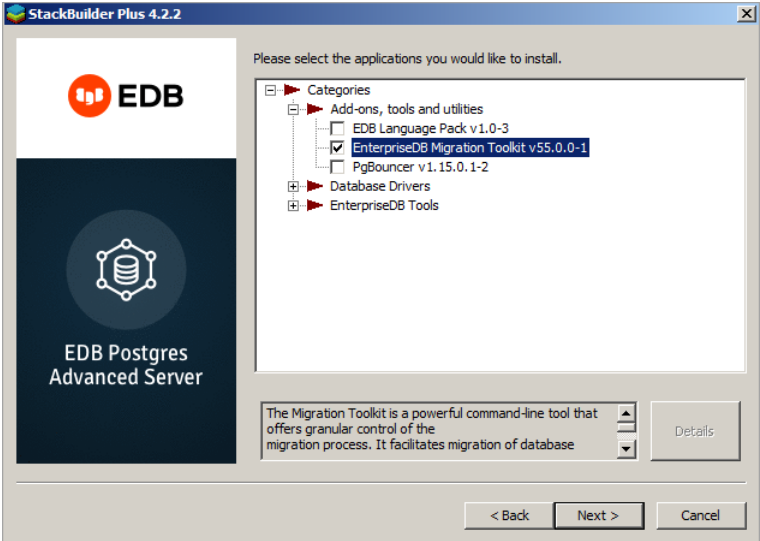 StackBuilder Plus 4.2.2
EDB
Please select the applications you would like to install.
Categories
Add-ons, tools and utilities
EDB Language Pack v1.0-3
EnterpriseDB Migration Toolkit v55.0.0-1
PgBouncer v1.15.0.1-2
Database Drivers
EnterpriseDB Tools
EDB Postgres
Advanced Server
The Migration Toolkit is a powerful command-line tool that
offers granular control of the
migration process. It facilitates migration of database
Details
< Back
Next >
Cancel